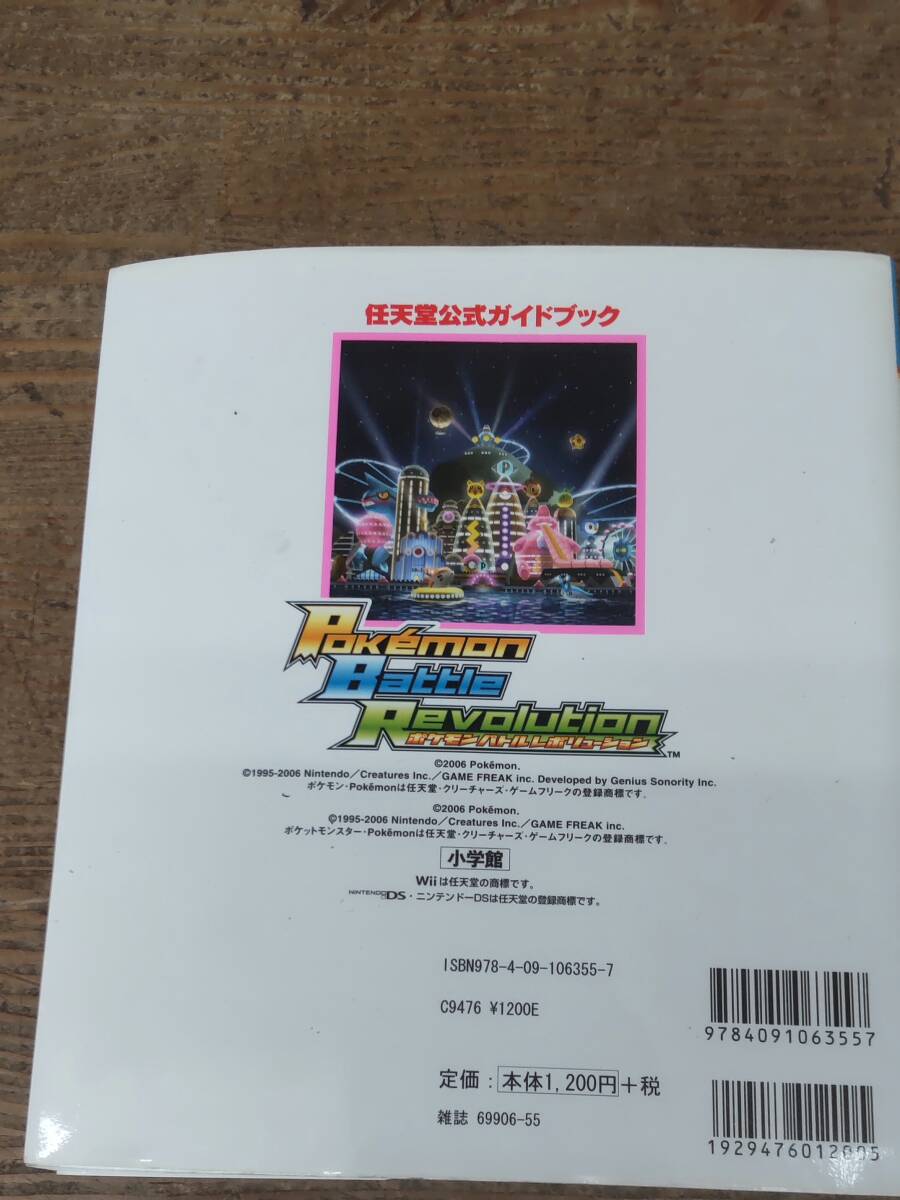 任天堂公式ガイドブック
P
P
Pokémon
Battle
Revolution
ポケモンバトルレボリューション
™
©2006 Pokémon.
©1995-2006 Nintendo／Creatures Inc.／GAME FREAK inc. Developed by Genius Sonority Inc.
ポケモン・Pokémonは任天堂・クリーチャーズ・ゲームフリークの登録商標です.
©2006 Pokémon.
©1995-2006 Nintendo／Creatures Inc.／GAME FREAK inc.
ポケットモンスター・Pokémonは任天堂・クリーチャーズ・ゲームフリークの登録商標です。
小学館
Wiiは任天堂の商標です。
NINTENDO DS・ニンテンドーDSは任天堂の登録商標です。
ISBN978-4-09-106355-7
C9476 ¥1200E
9784091063557
定価：本体1,200円+税
雑誌 69906-55
1929476012005